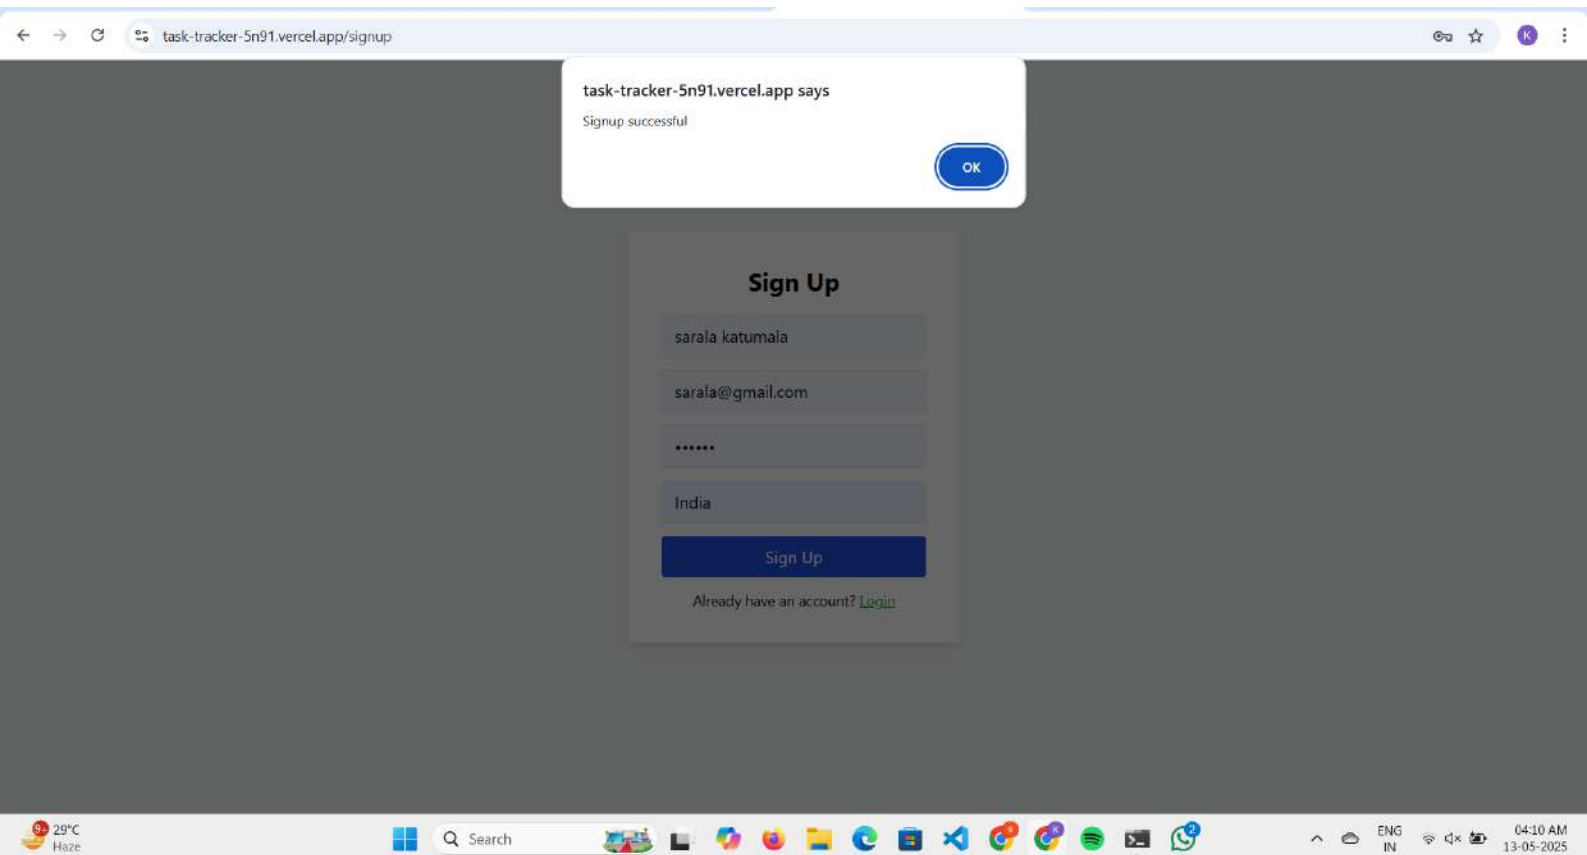 task-tracker-5n91.vercel.app/signup
K
task-tracker-5n91.vercel.app says
Signup successful
OK
Sign Up
sarala katumala
sarala@gmail.com
••••••
India
Sign Up
Already have an account? Login
9+
29°C
Haze
Search
K
2
ENG
IN
04:10 AM
13-05-2025